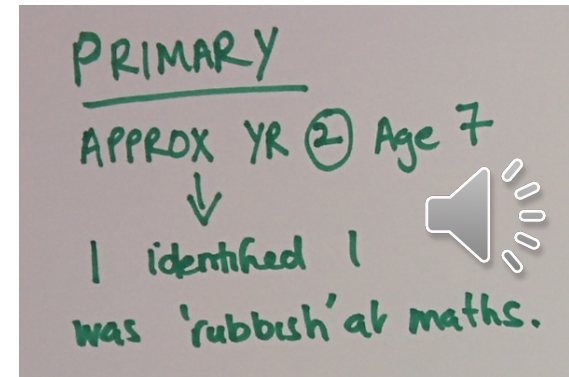 PRIMARY
APPROX YR 2 Age 7
I identified I
was 'rubbish' at maths.